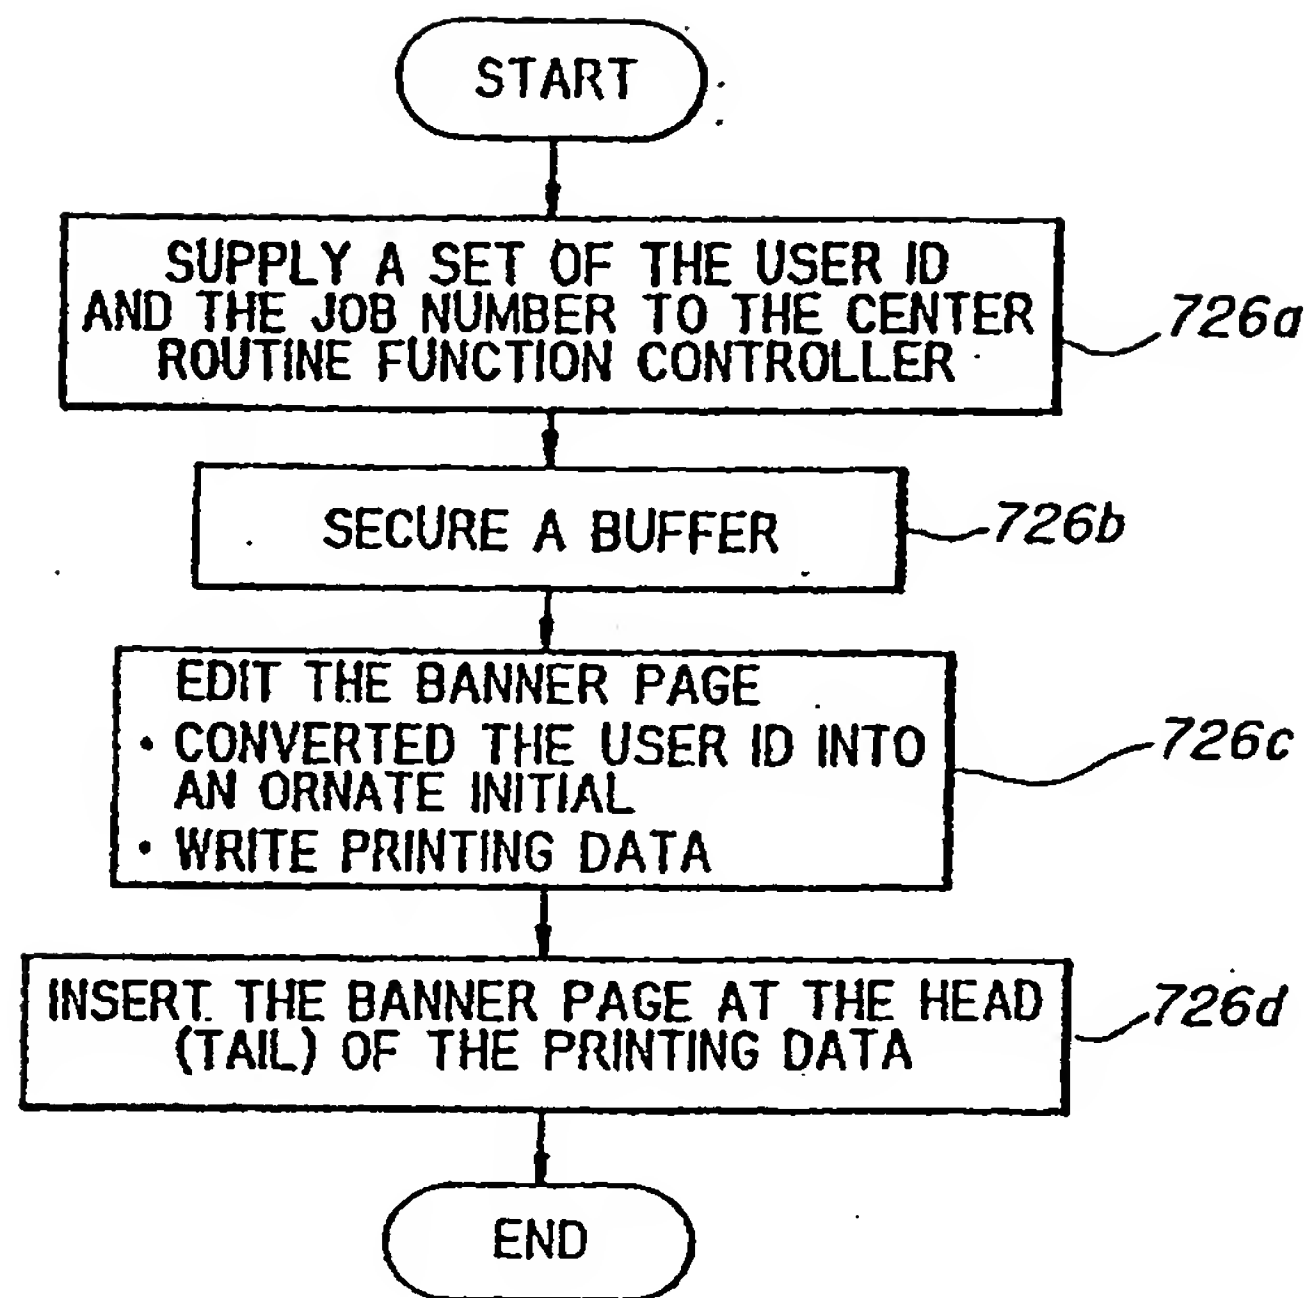 START
SUPPLY A SET OF THE USER ID
AND THE JOB NUMBER TO THE CENTER
ROUTINE FUNCTION CONTROLLER
726a
SECURE A BUFFER
726b
EDIT THE BANNER PAGE
• CONVERTED THE USER ID INTO
AN ORNATE INITIAL
• WRITE PRINTING DATA
726c
INSERT THE BANNER PAGE AT THE HEAD
(TAIL) OF THE PRINTING DATA
726d
END